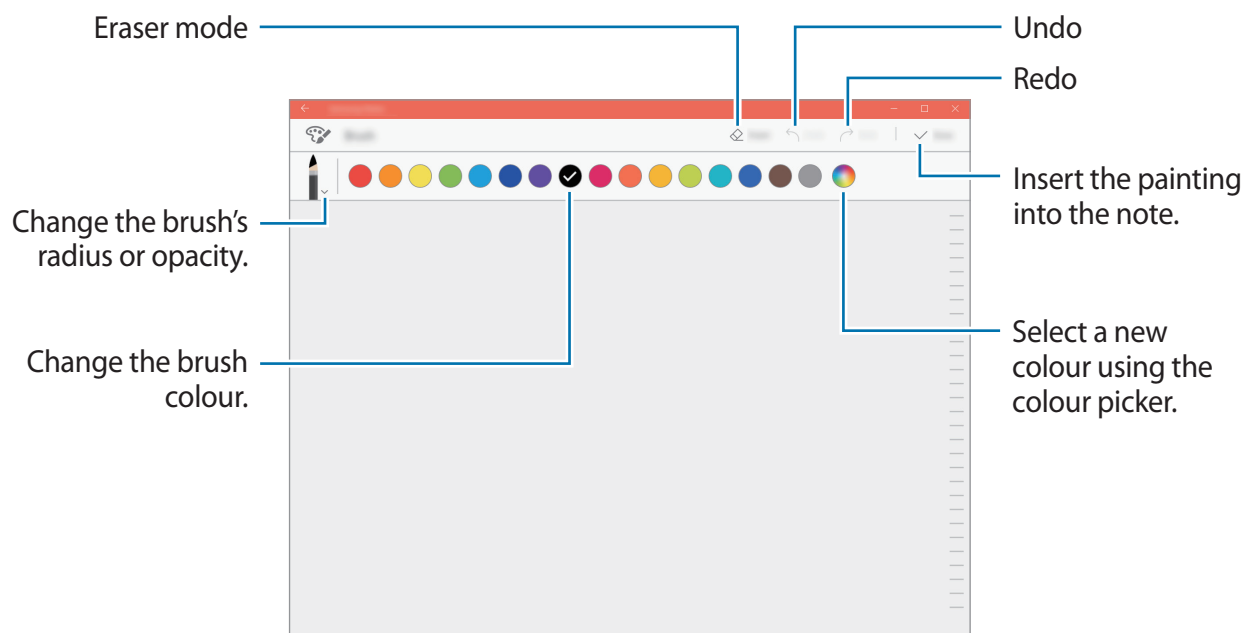 Eraser mode
Undo
Redo
Insert the painting
into the note.
Change the brush’s
radius or opacity.
Change the brush
colour.
Select a new
colour using the
colour picker.